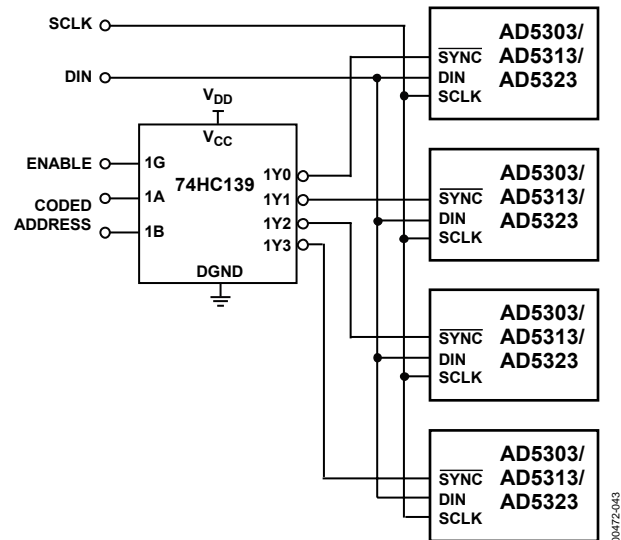 SCLK
DIN
VDD
VCC
ENABLE
CODED
ADDRESS
1G
1A
1B
74HC139
1Y0
1Y1
1Y2
1Y3
DGND
SYNC
DIN
SCLK
AD5303/
AD5313/
AD5323
SYNC
DIN
SCLK
AD5303/
AD5313/
AD5323
SYNC
DIN
SCLK
AD5303/
AD5313/
AD5323
SYNC
DIN
SCLK
AD5303/
AD5313/
AD5323
00472-043